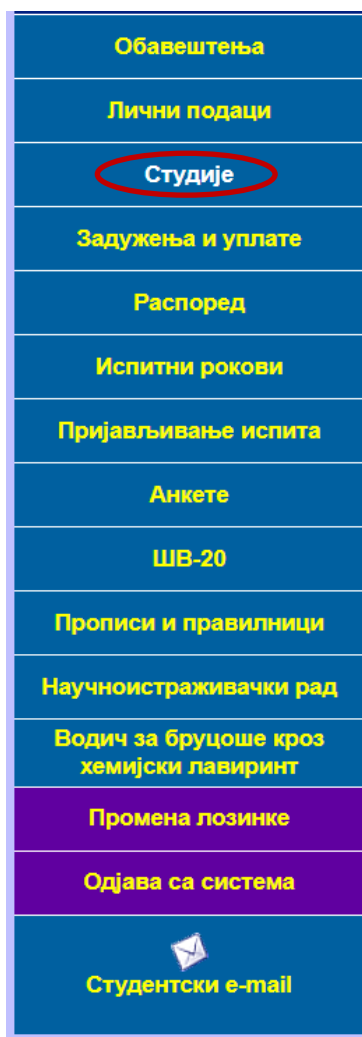 Обавештења
Лични подаци
Студије
Задужења и уплате
Распоред
Испитни рокови
Пријављивање испита
Анкете
ШВ-20
Прописи и правилници
Научноистраживачки рад
Водич за бруцоше кроз
хемијски лавиринт
Промена лозинке
Одјава са система
Студентски e-mail